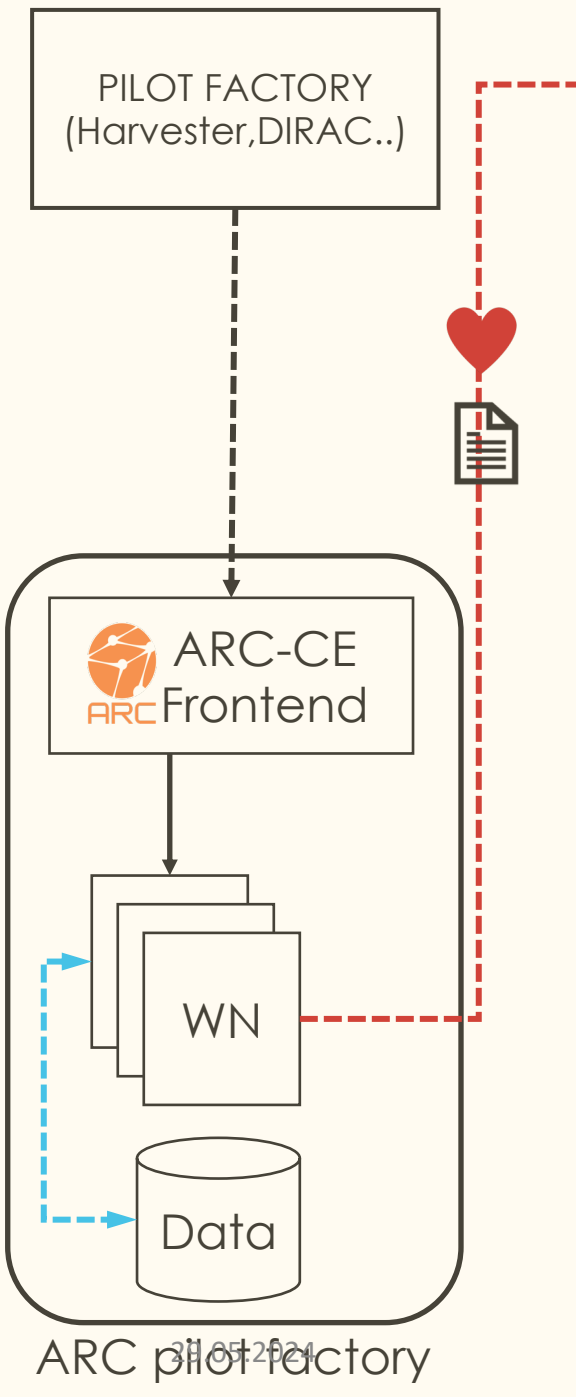 PILOT FACTORY
(Harvester,DIRAC..)
ARC-CE
Frontend
ARC
WN
Data
ARC pilot factory
29.05.2024